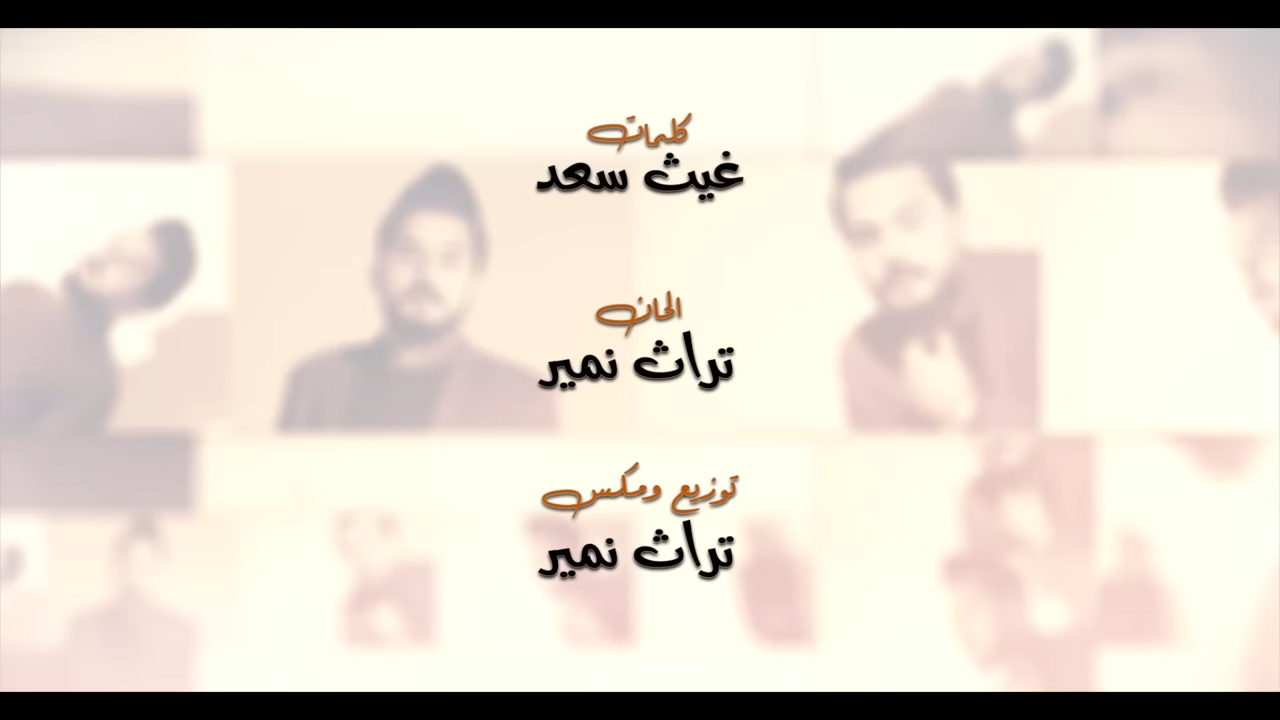 كلمات
غيث سعد
الحان
تراث نمير
توزيع ومكس
تراث نمير